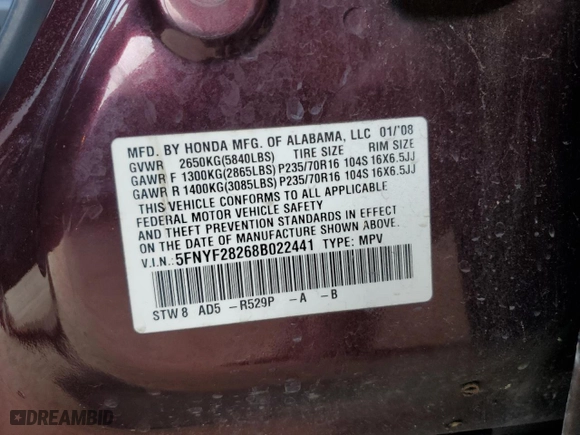 MFD. BY HONDA MFG. OF ALABAMA, LLC 01/'08
GVWR 2650KG(5840LBS) TIRE SIZE RIM SIZE
GAWR F 1300KG(2865LBS)P235/70R16 104S 16X6.5JJ
GAWR R 1400KG(3085LBS)P235/70R16 104S 16X6.5JJ
THIS VEHICLE CONFORMS TO ALL APPLICABLE
FEDERAL MOTOR VEHICLE SAFETY
AND THEFT PREVENTION STANDARDS IN EFFECT
ON THE DATE OF MANUFACTURE SHOWN ABOVE.
V.I.N.: 5FNYF28268B022441 TYPE: MPV
STW8 AD5 -R529P -A -B
DREAMBID